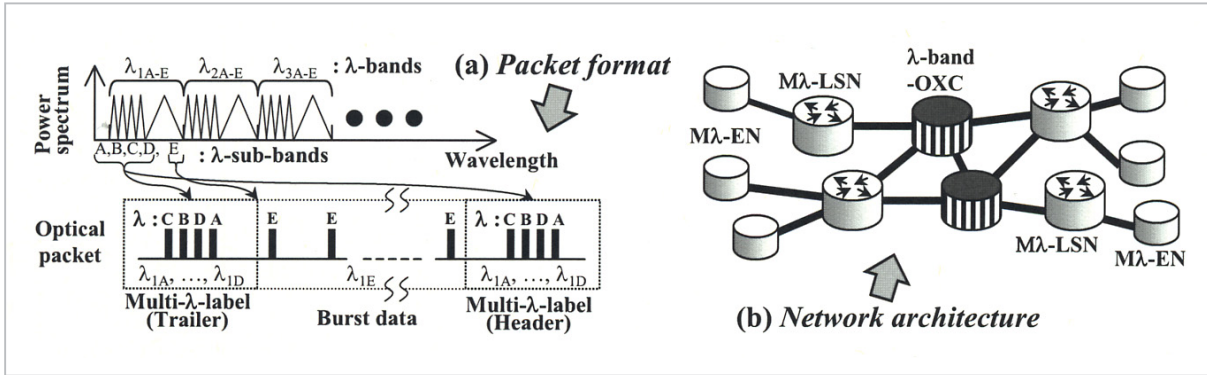 λ1A-E λ2A-E λ3A-E : λ-bands
(a) Packet format
Power spectrum
A,B,C,D, E : λ-sub-bands
Wavelength
Optical packet
λ : C B D A
E E E
λ : C B D A
λ1A, ..., λ1D
λ1E
λ1A, ..., λ1D
Multi-λ-label
(Trailer)
Burst data
Multi-λ-label
(Header)
λ-band
-OXC
Mλ-LSN
Mλ-EN
Mλ-LSN
Mλ-EN
(b) Network architecture